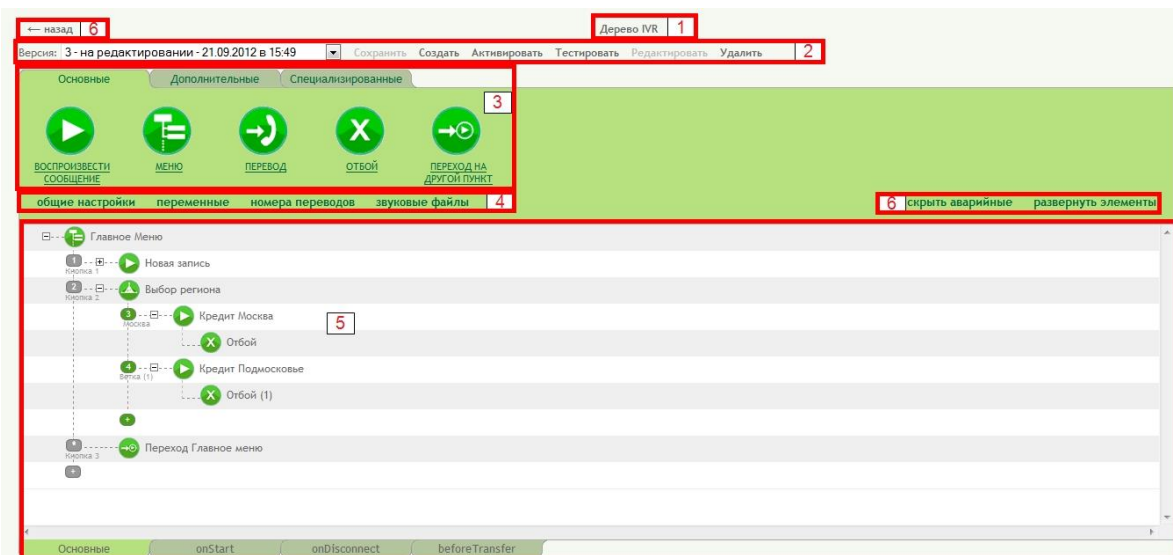 ← назад 6 Дерево IVR 1
Версия: 3 - на редактировании - 21.09.2012 в 15:49 Сохранить Создать Активировать Тестировать Редактировать Удалить 2
Основные Дополнительные Специализированные
3
ВОСПРОИЗВЕСТИ СООБЩЕНИЕ
МЕНЮ
ПЕРЕВОД
ОТБОЙ
ПЕРЕХОД НА ДРУГОЙ ПУНКТ
общие настройки переменные номера переводов звуковые файлы 4 6 скрыть аварийные развернуть элементы
Главное Меню
1 Новая запись
Кнопка 1
2 Выбор региона
Кнопка 2
3 Кредит Москва
Москва
5
Отбой
4 Кредит Подмосковье
Ветка (1)
Отбой (1)
+
* Переход Главное меню
Кнопка 3
+
Основные onStart onDisconnect beforeTransfer